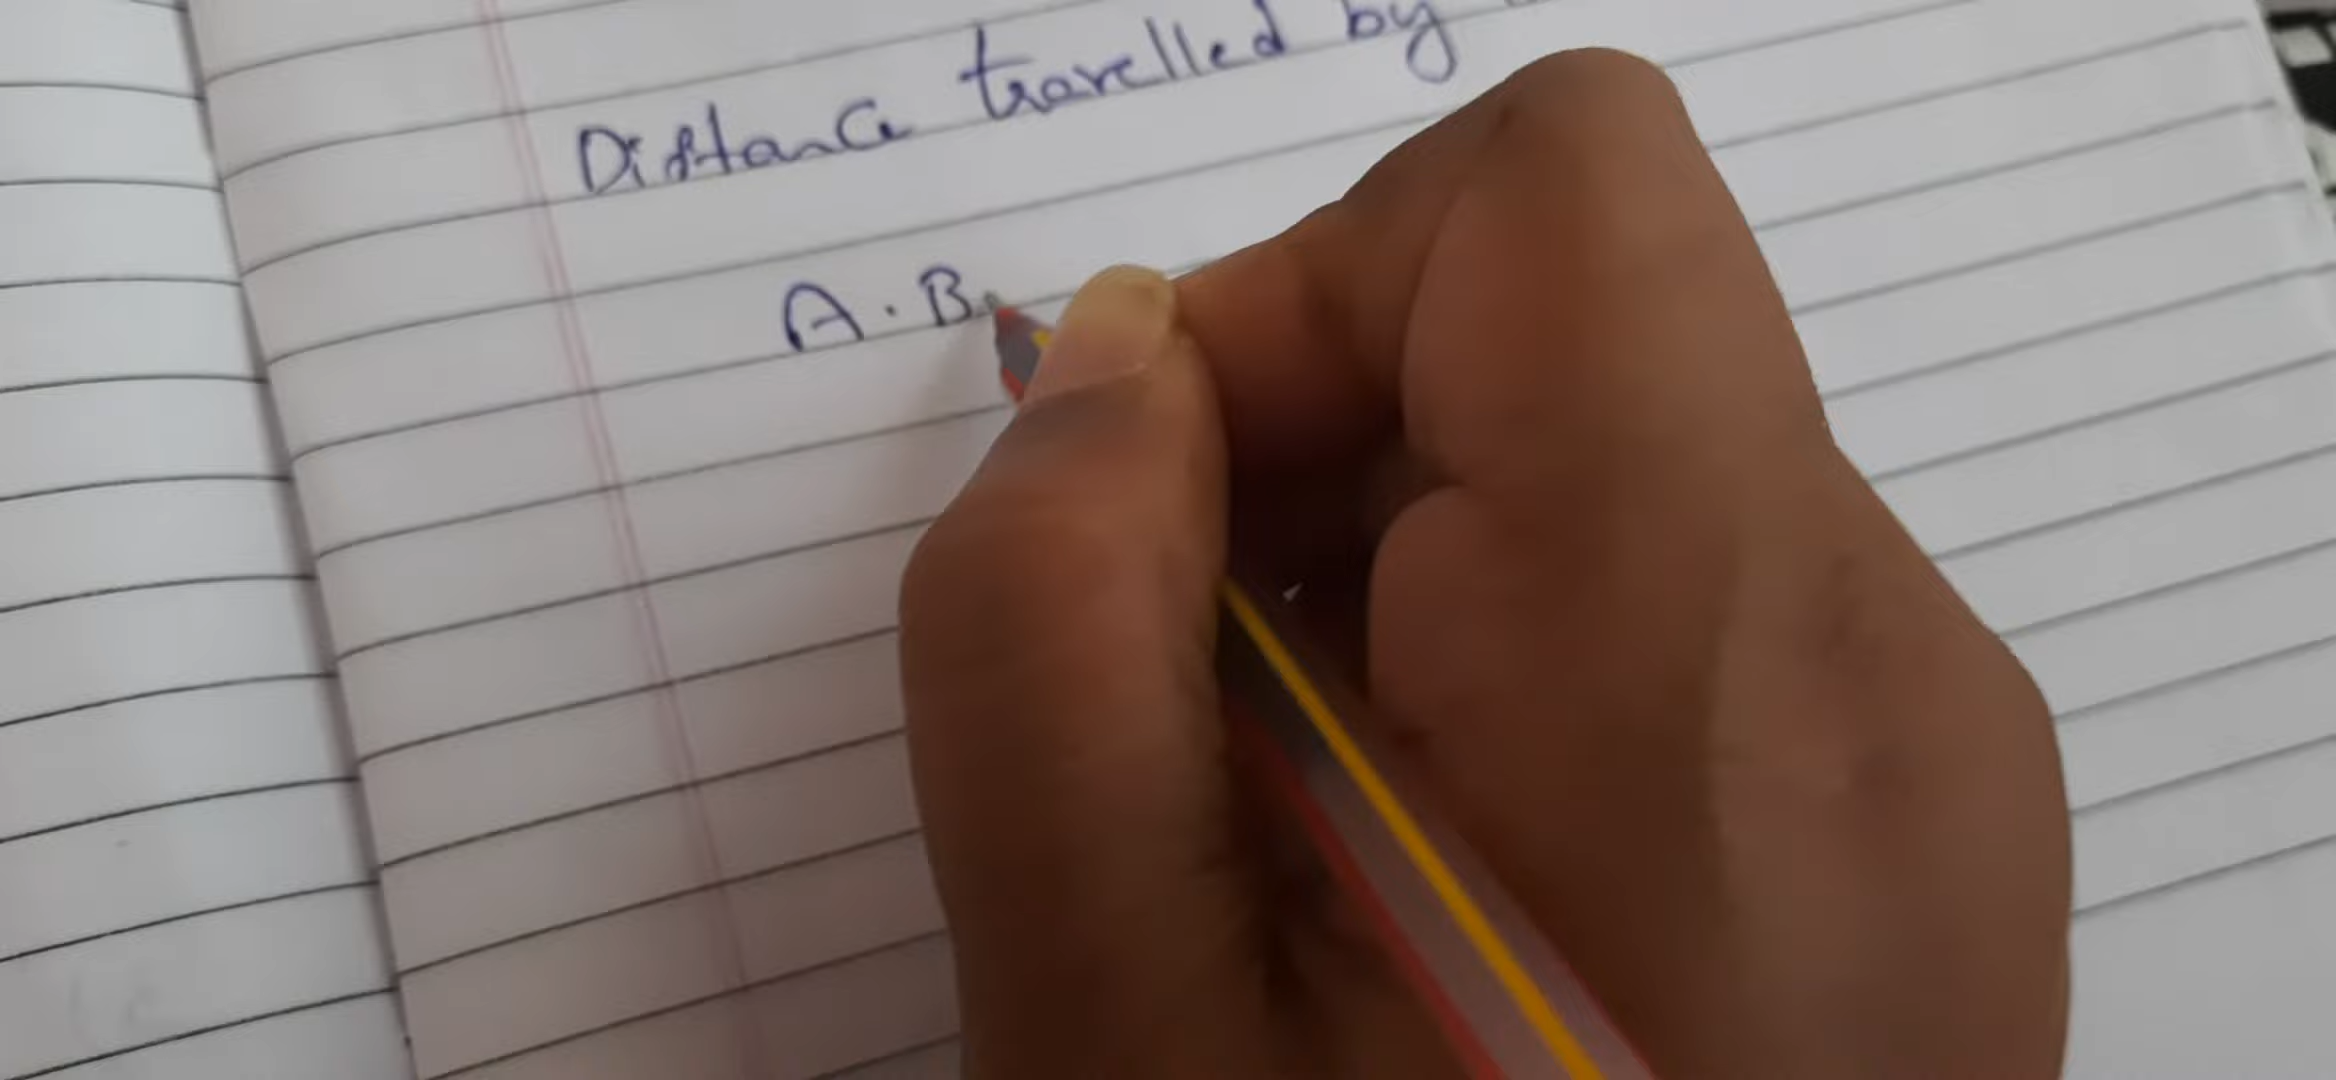 Distance travelled by
A . B.